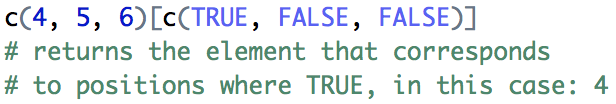 c(4, 5, 6)[c(TRUE, FALSE, FALSE)]
# returns the element that corresponds
# to positions where TRUE, in this case: 4